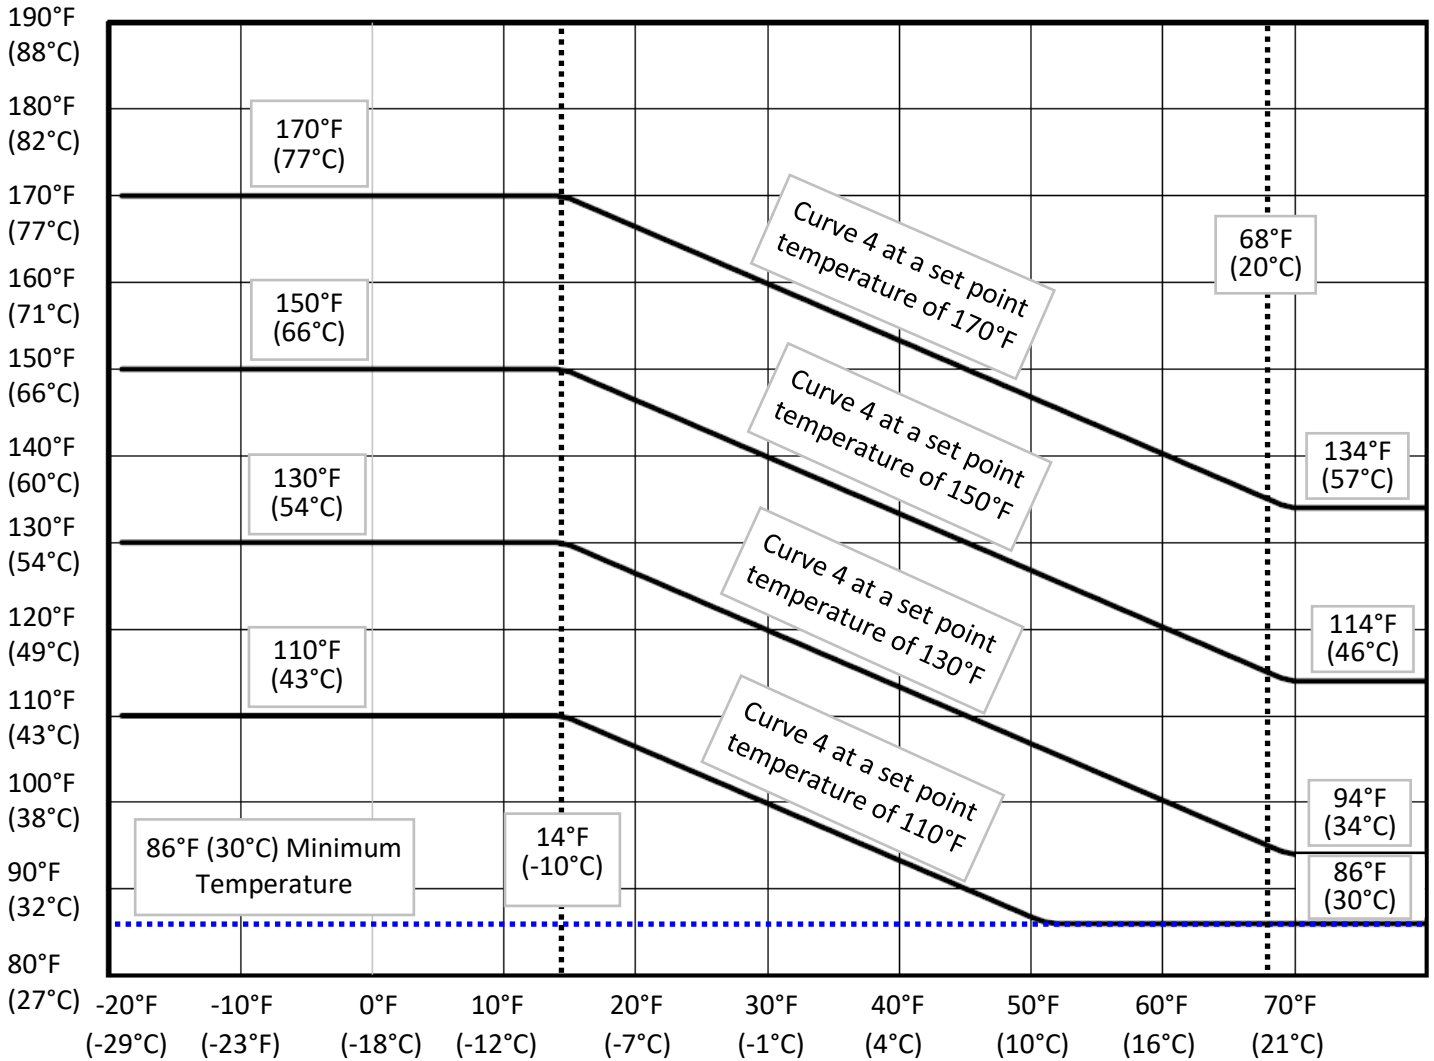 190°F
(88°C)
180°F
(82°C)
170°F
(77°C)
160°F
(71°C)
150°F
(66°C)
140°F
(60°C)
130°F
(54°C)
120°F
(49°C)
110°F
(43°C)
100°F
(38°C)
90°F
(32°C)
80°F
(27°C)
170°F
(77°C)
150°F
(66°C)
130°F
(54°C)
110°F
(43°C)
86°F (30°C) Minimum
Temperature
14°F
(-10°C)
Curve 4 at a set point
temperature of 170°F
Curve 4 at a set point
temperature of 150°F
Curve 4 at a set point
temperature of 130°F
Curve 4 at a set point
temperature of 110°F
68°F
(20°C)
134°F
(57°C)
114°F
(46°C)
94°F
(34°C)
86°F
(30°C)
-20°F -10°F 0°F 10°F 20°F 30°F 40°F 50°F 60°F 70°F
(-29°C) (-23°F) (-18°C) (-12°C) (-7°C) (-1°C) (4°C) (10°C) (16°C) (21°C)